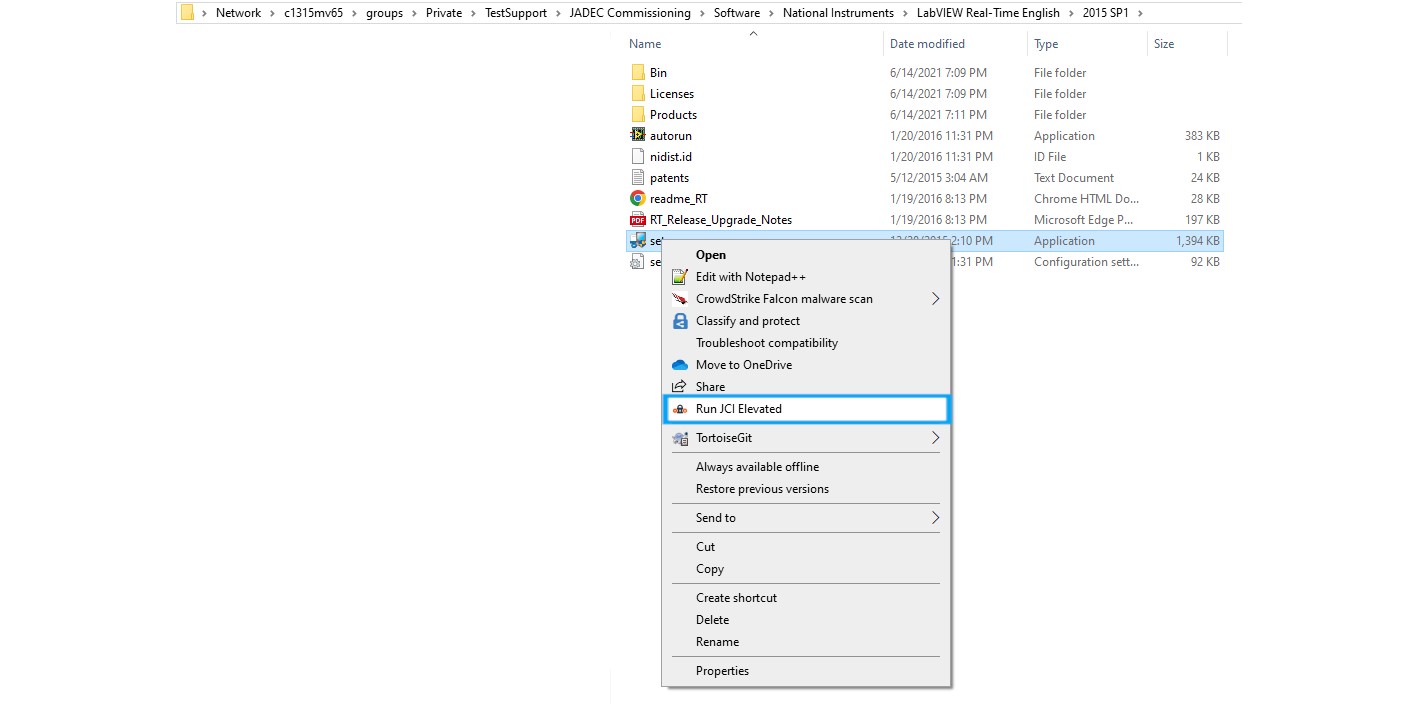 Network c1315mv65 groups Private TestSupport JADEC Commissioning Software National Instruments LabVIEW Real-Time English 2015 SP1
Name Date modified Type Size
Bin 6/14/2021 7:09 PM File folder
Licenses 6/14/2021 7:09 PM File folder
Products 6/14/2021 7:11 PM File folder
autorun 1/20/2016 11:31 PM Application 383 KB
nidist.id 1/20/2016 11:31 PM ID File 1 KB
patents 5/12/2015 3:04 AM Text Document 24 KB
readme_RT 1/19/2016 8:13 PM Chrome HTML Do... 28 KB
PDF RT_Release_Upgrade_Notes 1/19/2016 8:13 PM Microsoft Edge P... 197 KB
2:10 PM Application 1,394 KB
se 1:31 PM Configuration sett... 92 KB
Open
Edit with Notepad++
CrowdStrike Falcon malware scan
Classify and protect
Troubleshoot compatibility
Move to OneDrive
Share
Run JCI Elevated
TortoiseGit
Always available offline
Restore previous versions
Send to
Cut
Copy
Create shortcut
Delete
Rename
Properties